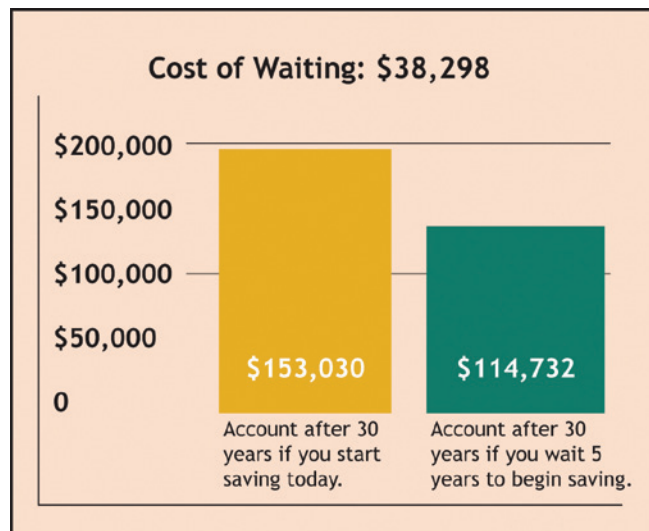 Cost of Waiting: $38,298
$200,000
$150,000
$100,000
$50,000
0
$153,030
$114,732
Account after 30
years if you start
saving today.
Account after 30
years if you wait 5
years to begin saving.